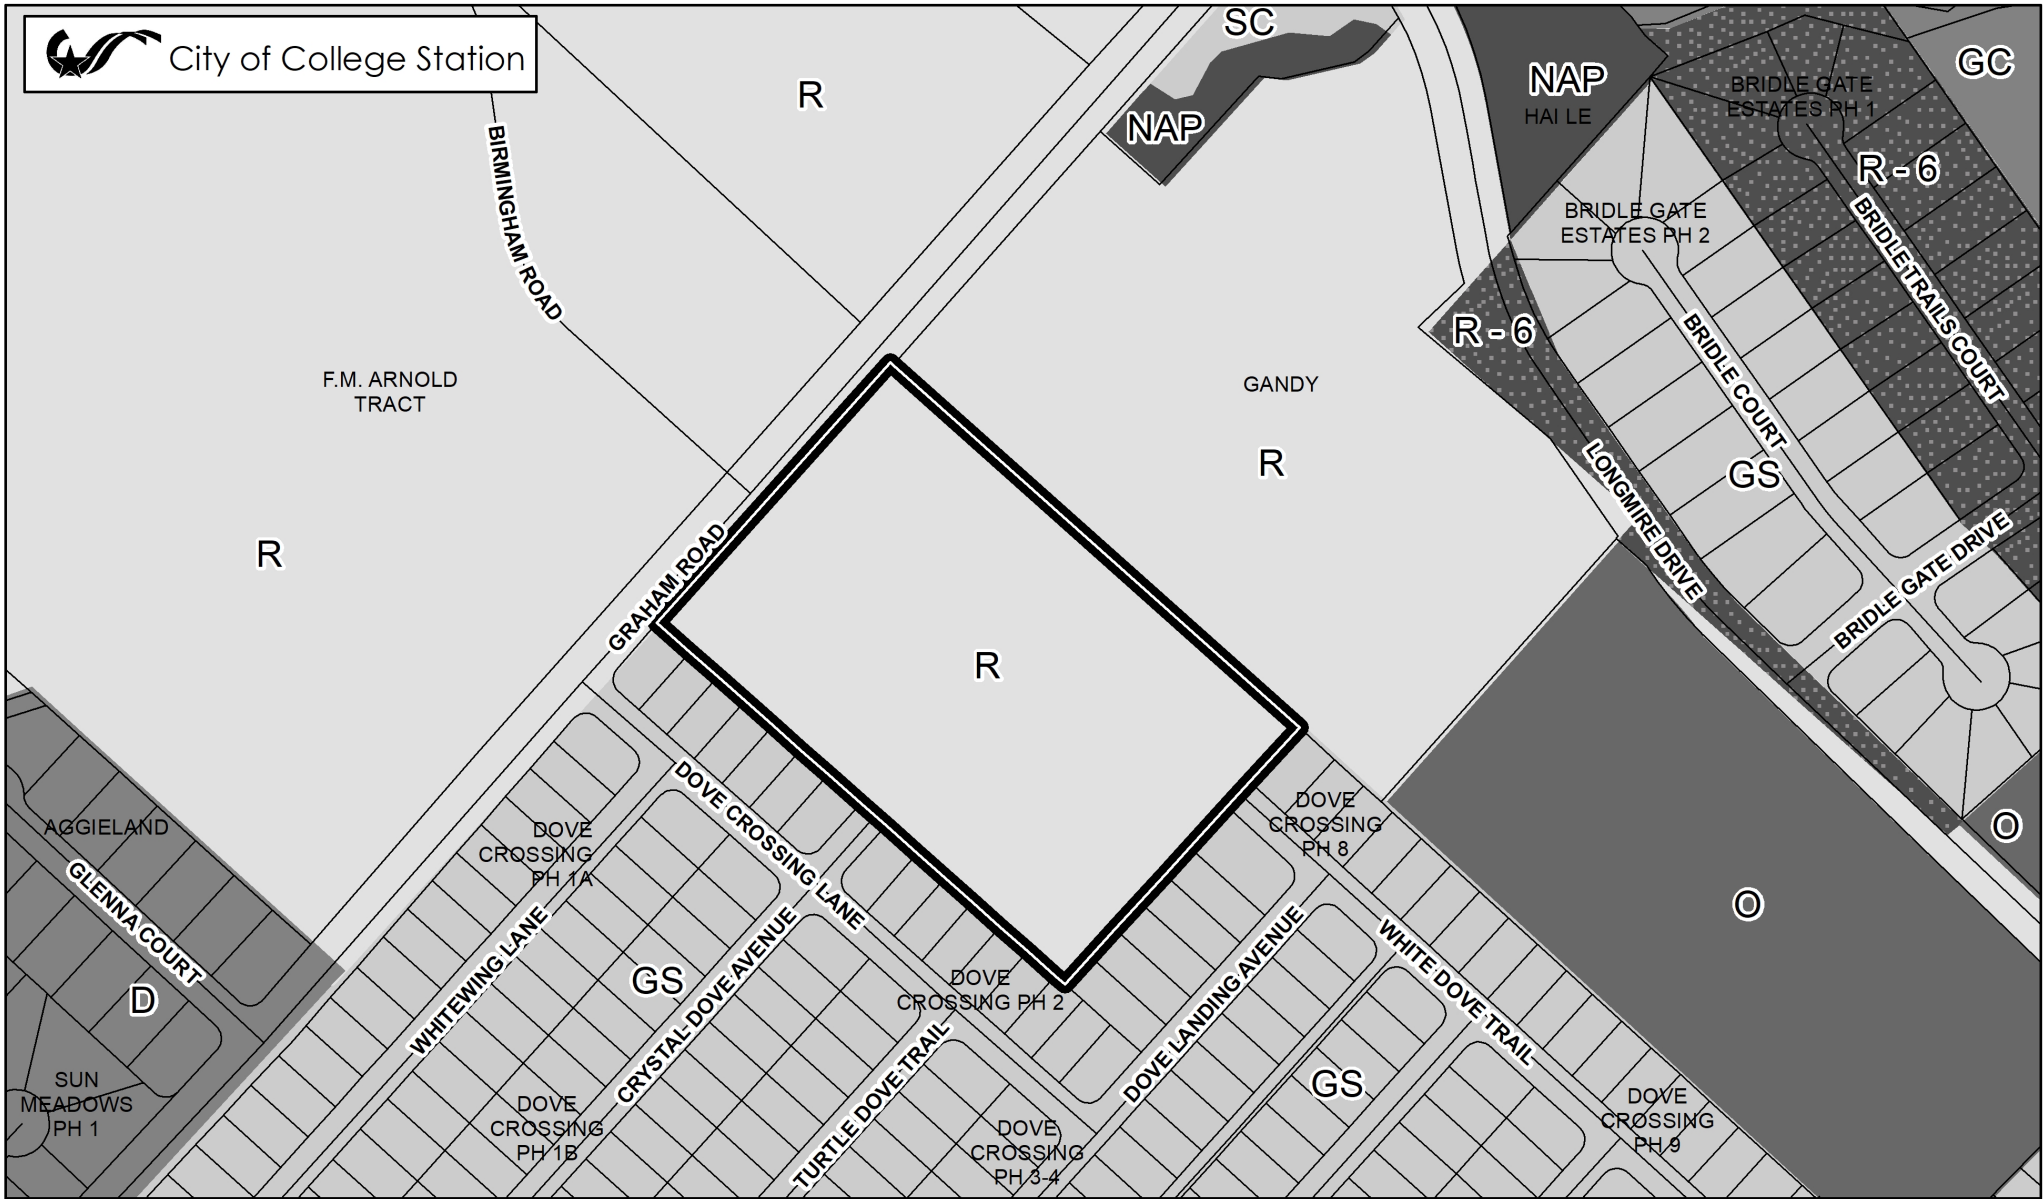 City of College Station
SC
R
NAP
NAP
HAI LE
BRIDLE GATE
ESTATES PH 1
GC
R - 6
BIRMINGHAM ROAD
BRIDLE GATE
ESTATES PH 2
BRIDLE TRAILS COURT
R - 6
BRIDLE COURT
F.M. ARNOLD
TRACT
GANDY
R
GS
LONGMIRE DRIVE
BRIDLE GATE DRIVE
R
GRAHAM ROAD
R
DOVE CROSSING LANE
DOVE
CROSSING
PH 8
AGGIELAND
DOVE
CROSSING
PH 1A
O
O
GLENNA COURT
WHITEWING LANE
CRYSTAL DOVE AVENUE
GS
DOVE
CROSSING PH 2
DOVE LANDING AVENUE
WHITE DOVE TRAIL
D
TURTLE DOVE TRAIL
GS
SUN
MEADOWS
PH 1
DOVE
CROSSING
PH 1B
DOVE
CROSSING
PH 3-4
DOVE
CROSSING
PH 9